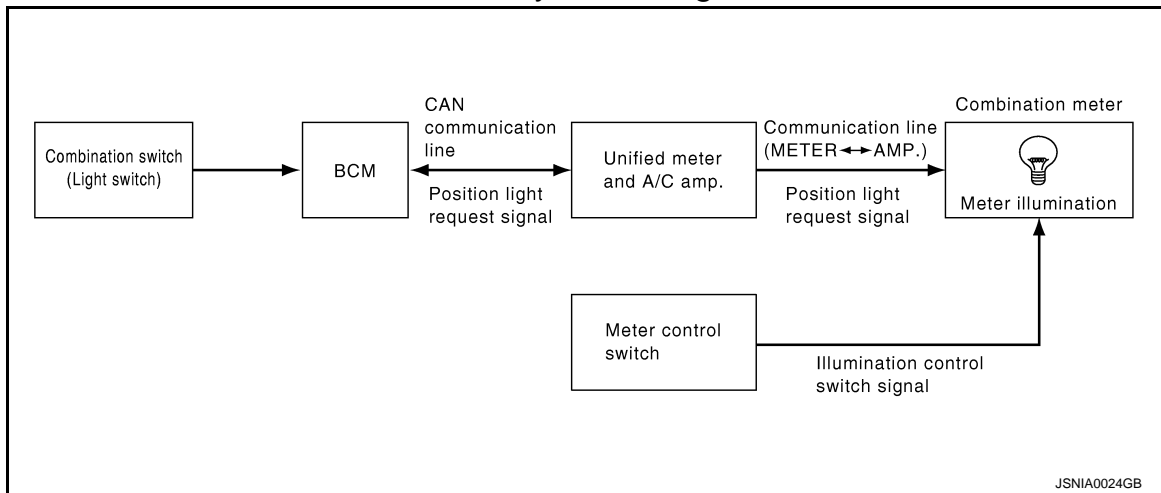 Combination switch
(Light switch)
BCM
CAN
communication
line
Position light
request signal
Unified meter
and A/C amp.
Communication line
(METER↔AMP.)
Position light
request signal
Combination meter
Meter illumination
Meter control
switch
Illumination control
switch signal
JSNIA0024GB